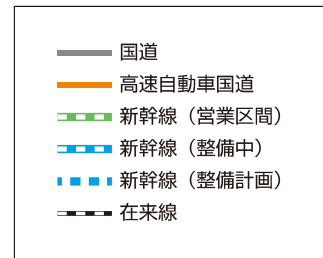 国道
高速自動車国道
新幹線（営業区間）
新幹線（整備中）
新幹線（整備計画）
在来線